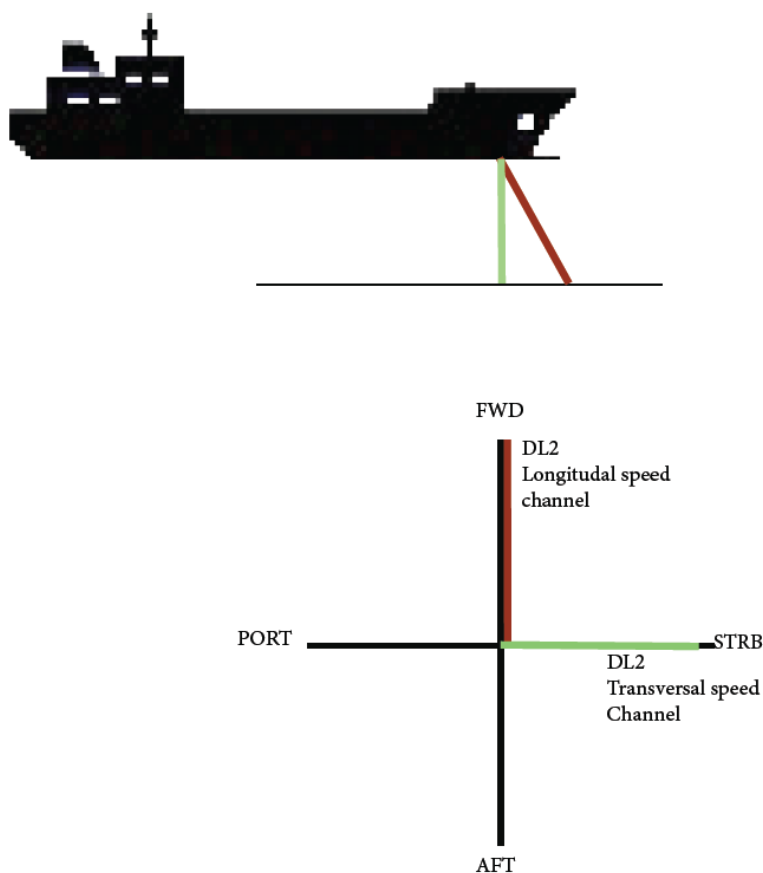 FWD
DL2
Longitudal speed
channel
PORT
STRB
DL2
Transversal speed
Channel
AFT